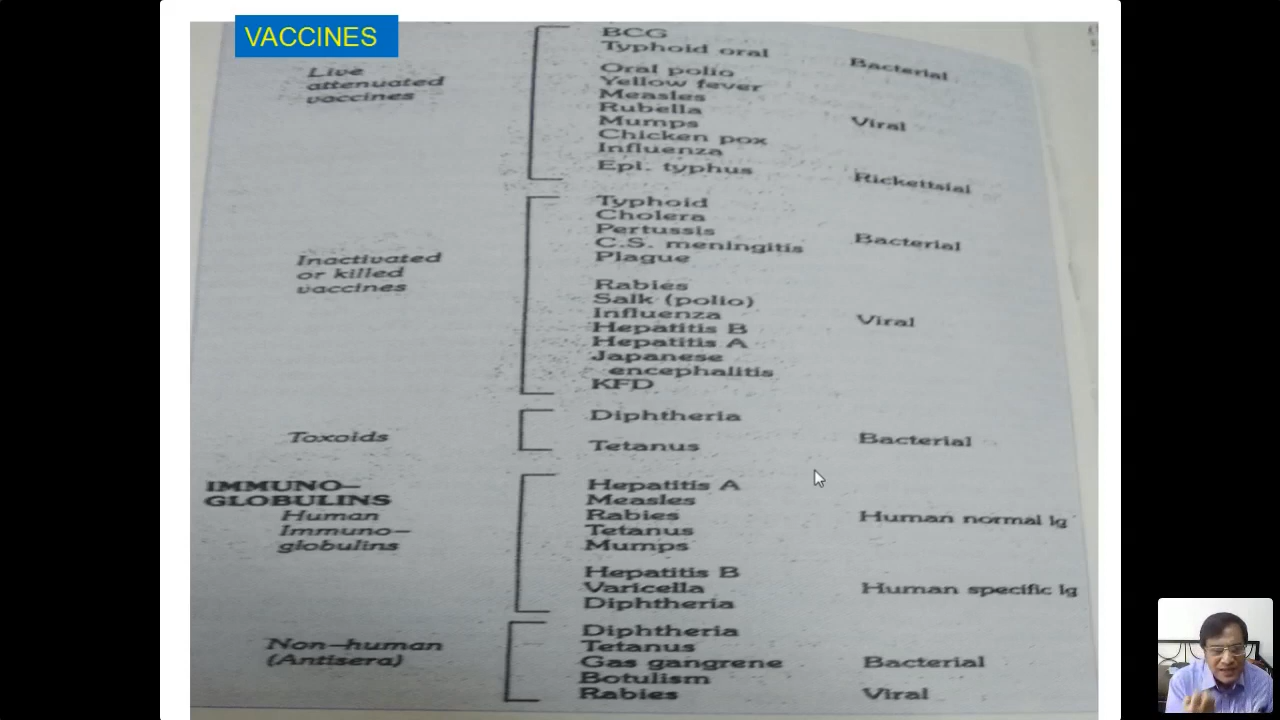 VACCINES
Live
attenuated
vaccines
BCG
Typhoid oral
Bacterial
Oral polio
Yellow fever
Measles
Rubella
Mumps
Chicken pox
Influenza
Viral
Epi. typhus
Rickettsial
Inactivated
or killed
vaccines
Typhoid
Cholera
Pertussis
C.S. meningitis
Plague
Bacterial
Rabies
Salk (polio)
Influenza
Hepatitis B
Hepatitis A
Japanese
encephalitis
KFD
Viral
Toxoids
Diphtheria
Tetanus
Bacterial
IMMUNO-
GLOBULINS
Human
Immuno-
globulins
Hepatitis A
Measles
Rabies
Tetanus
Mumps
Human normal Ig
Hepatitis B
Varicella
Diphtheria
Human specific Ig
Non-human
(Antisera)
Diphtheria
Tetanus
Gas gangrene
Botulism
Bacterial
Rabies
Viral